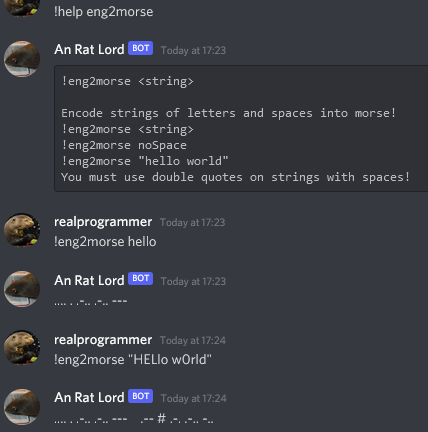 !help eng2morse
An Rat Lord BOT Today at 17:23
!eng2morse <string>
Encode strings of letters and spaces into morse!
!eng2morse <string>
!eng2morse noSpace
!eng2morse "hello world"
You must use double quotes on strings with spaces!
realprogrammer Today at 17:23
!eng2morse hello
An Rat Lord BOT Today at 17:23
.... . .-.. .-.. ---
realprogrammer Today at 17:24
!eng2morse "HELlo w0rld"
An Rat Lord BOT Today at 17:24
.... . .-.. .-.. ---    .-- # .-. .-.. -..